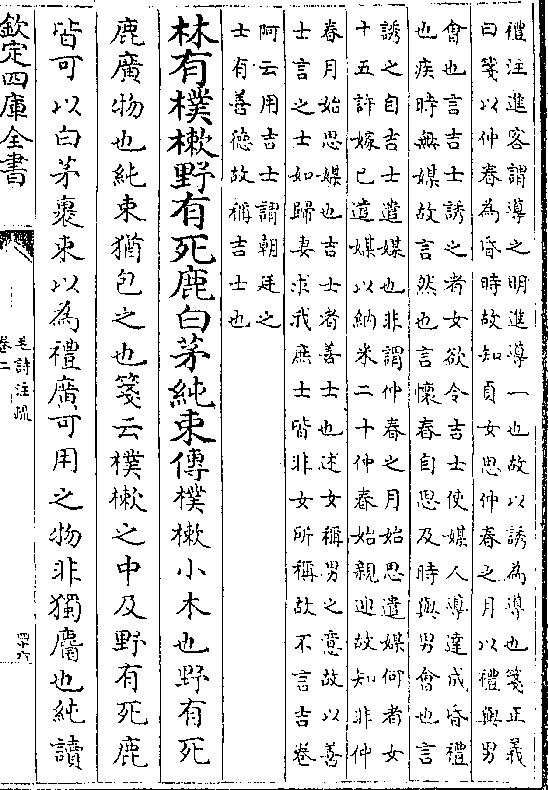 禮注進客謂導之明進導一也故以誘為導也箋正義
曰箋以仲春為昏時故知貞女思仲春之月以禮與男
會也言吉士誘之者女欲令吉士使媒人導達成昏禮
也疾時無媒故言然也言懷春自思及時與男會也言
誘之自吉士遣媒也非謂仲春之月始思遣媒何者女
十五許嫁已遣媒以納采二十仲春始親迎故知非仲
春月始思媒也吉士者善士也述女稱男之意故以善
士言之士如歸妻求我庶士皆非女所稱故不言吉卷
阿云用吉士謂朝廷之
士有善德故稱吉士也
林有樸樕野有死鹿白茅純束傳樸樕小木也野有死
鹿廣物也純束猶包之也箋云樸樕之中及野有死鹿
皆可以白茅裹束以為禮廣可用之物非獨麕也純讀
欽定四庫全書
毛詩注疏
卷二